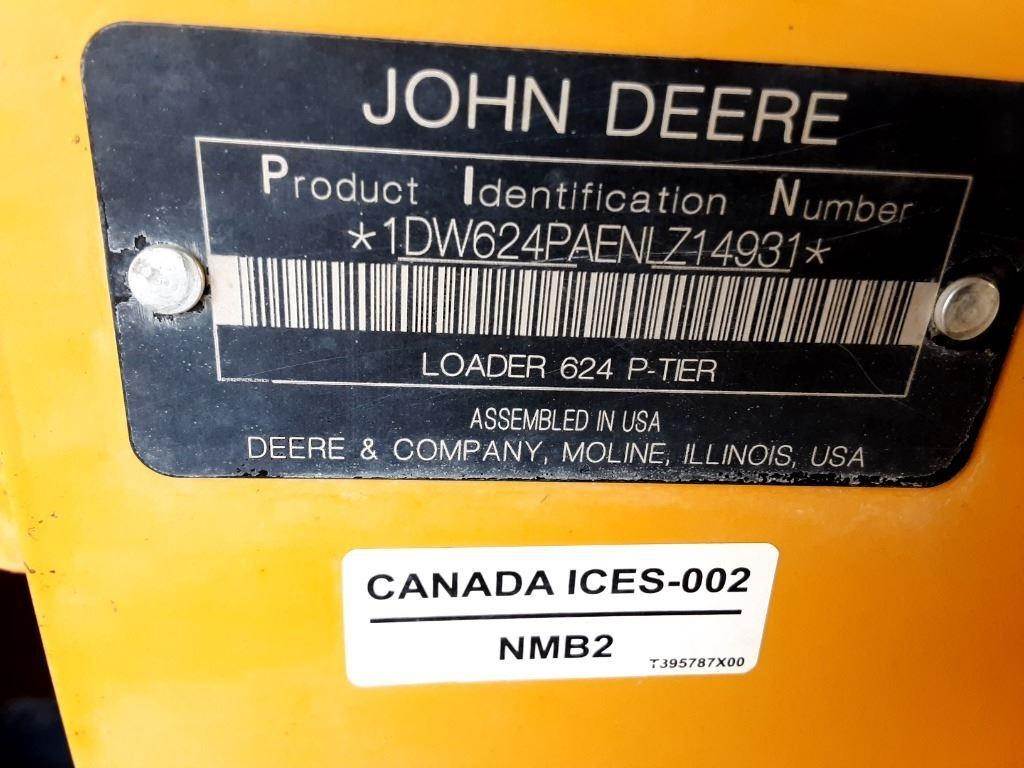 JOHN DEERE
Product Identification Number
*1DW624PAENLZ14931*
LOADER 624 P-TIER
ASSEMBLED IN USA
DEERE & COMPANY, MOLINE, ILLINOIS, USA
CANADA ICES-002
NMB2
T395787X00